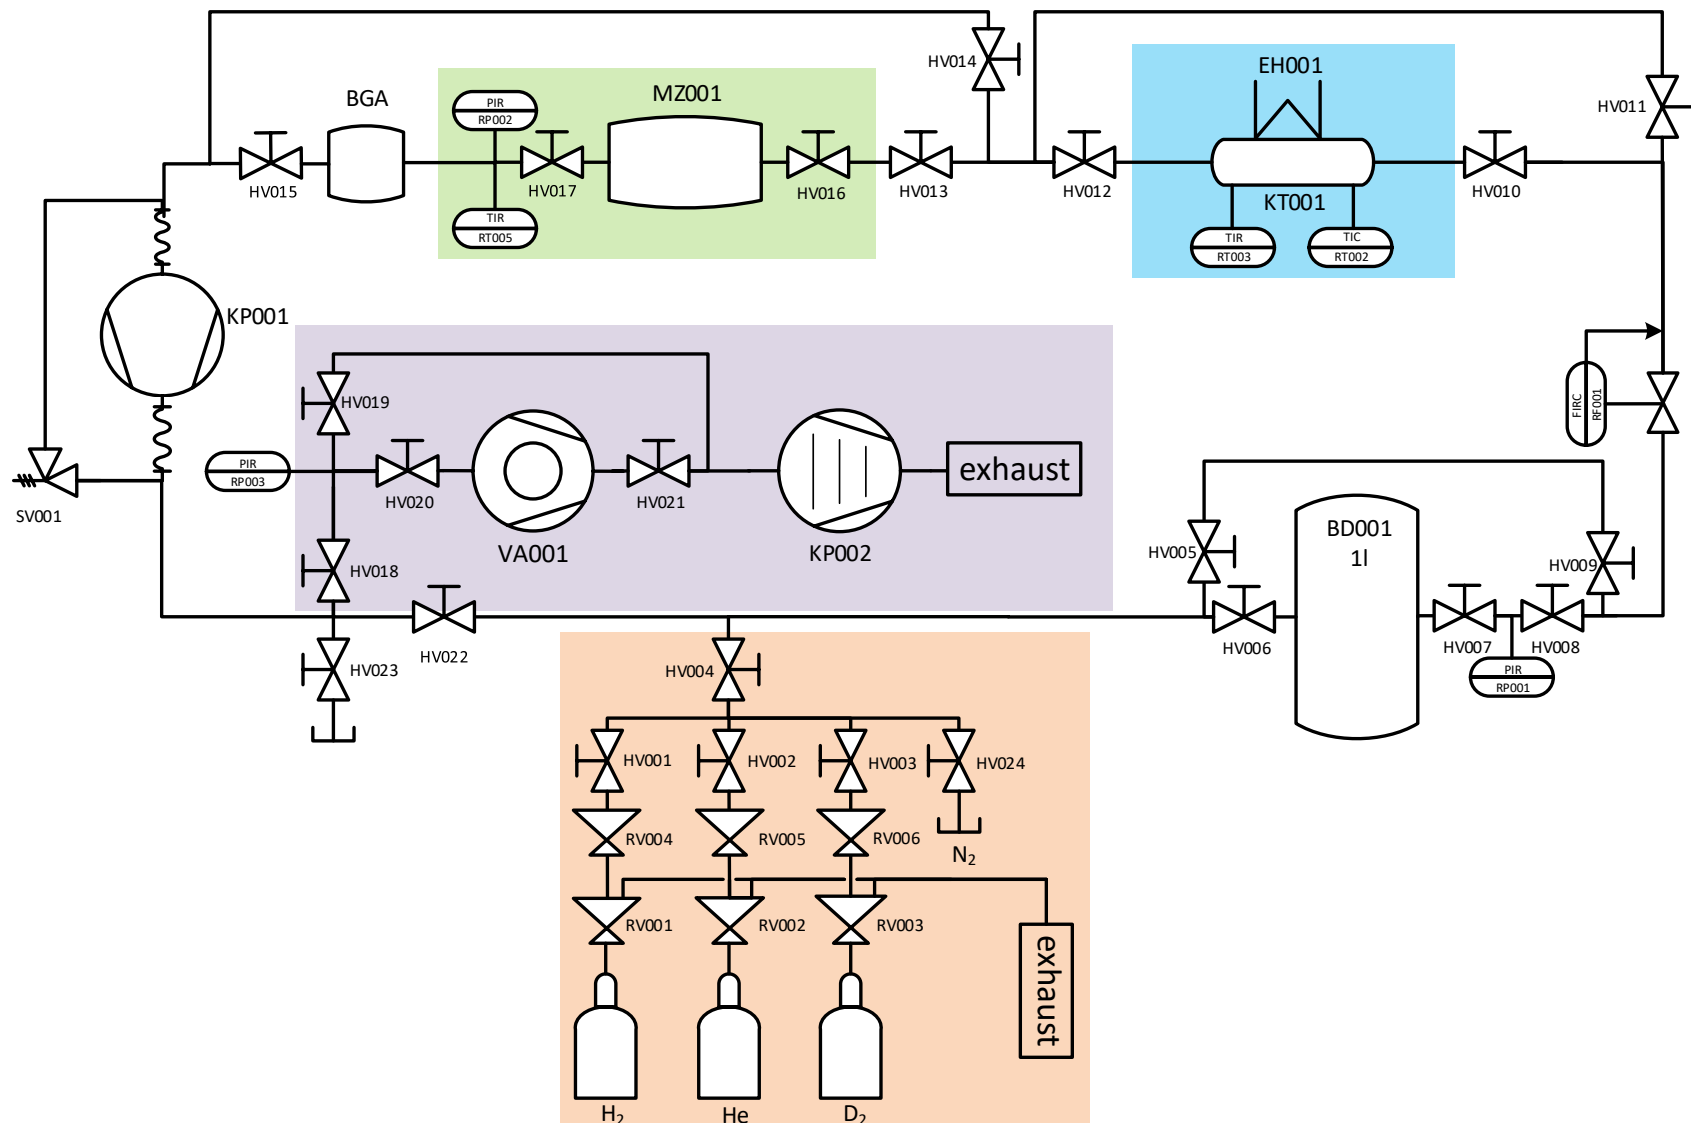 HV014
EH001
BGA
PIR
RP002
MZ001
HV011
HV015
HV017
HV016
HV013
HV012
HV010
TIR
RT005
KT001
TIR
RT003
TIC
RT002
KP001
HV019
FIRC
RF001
PIR
RP003
exhaust
HV020
HV021
SV001
VA001
KP002
BD001
1l
HV005
HV009
HV018
HV022
HV006
HV007
HV008
HV023
HV004
PIR
RP001
HV001
HV002
HV003
HV024
RV004
RV005
RV006
N₂
RV001
RV002
RV003
exhaust
H₂
He
D₂